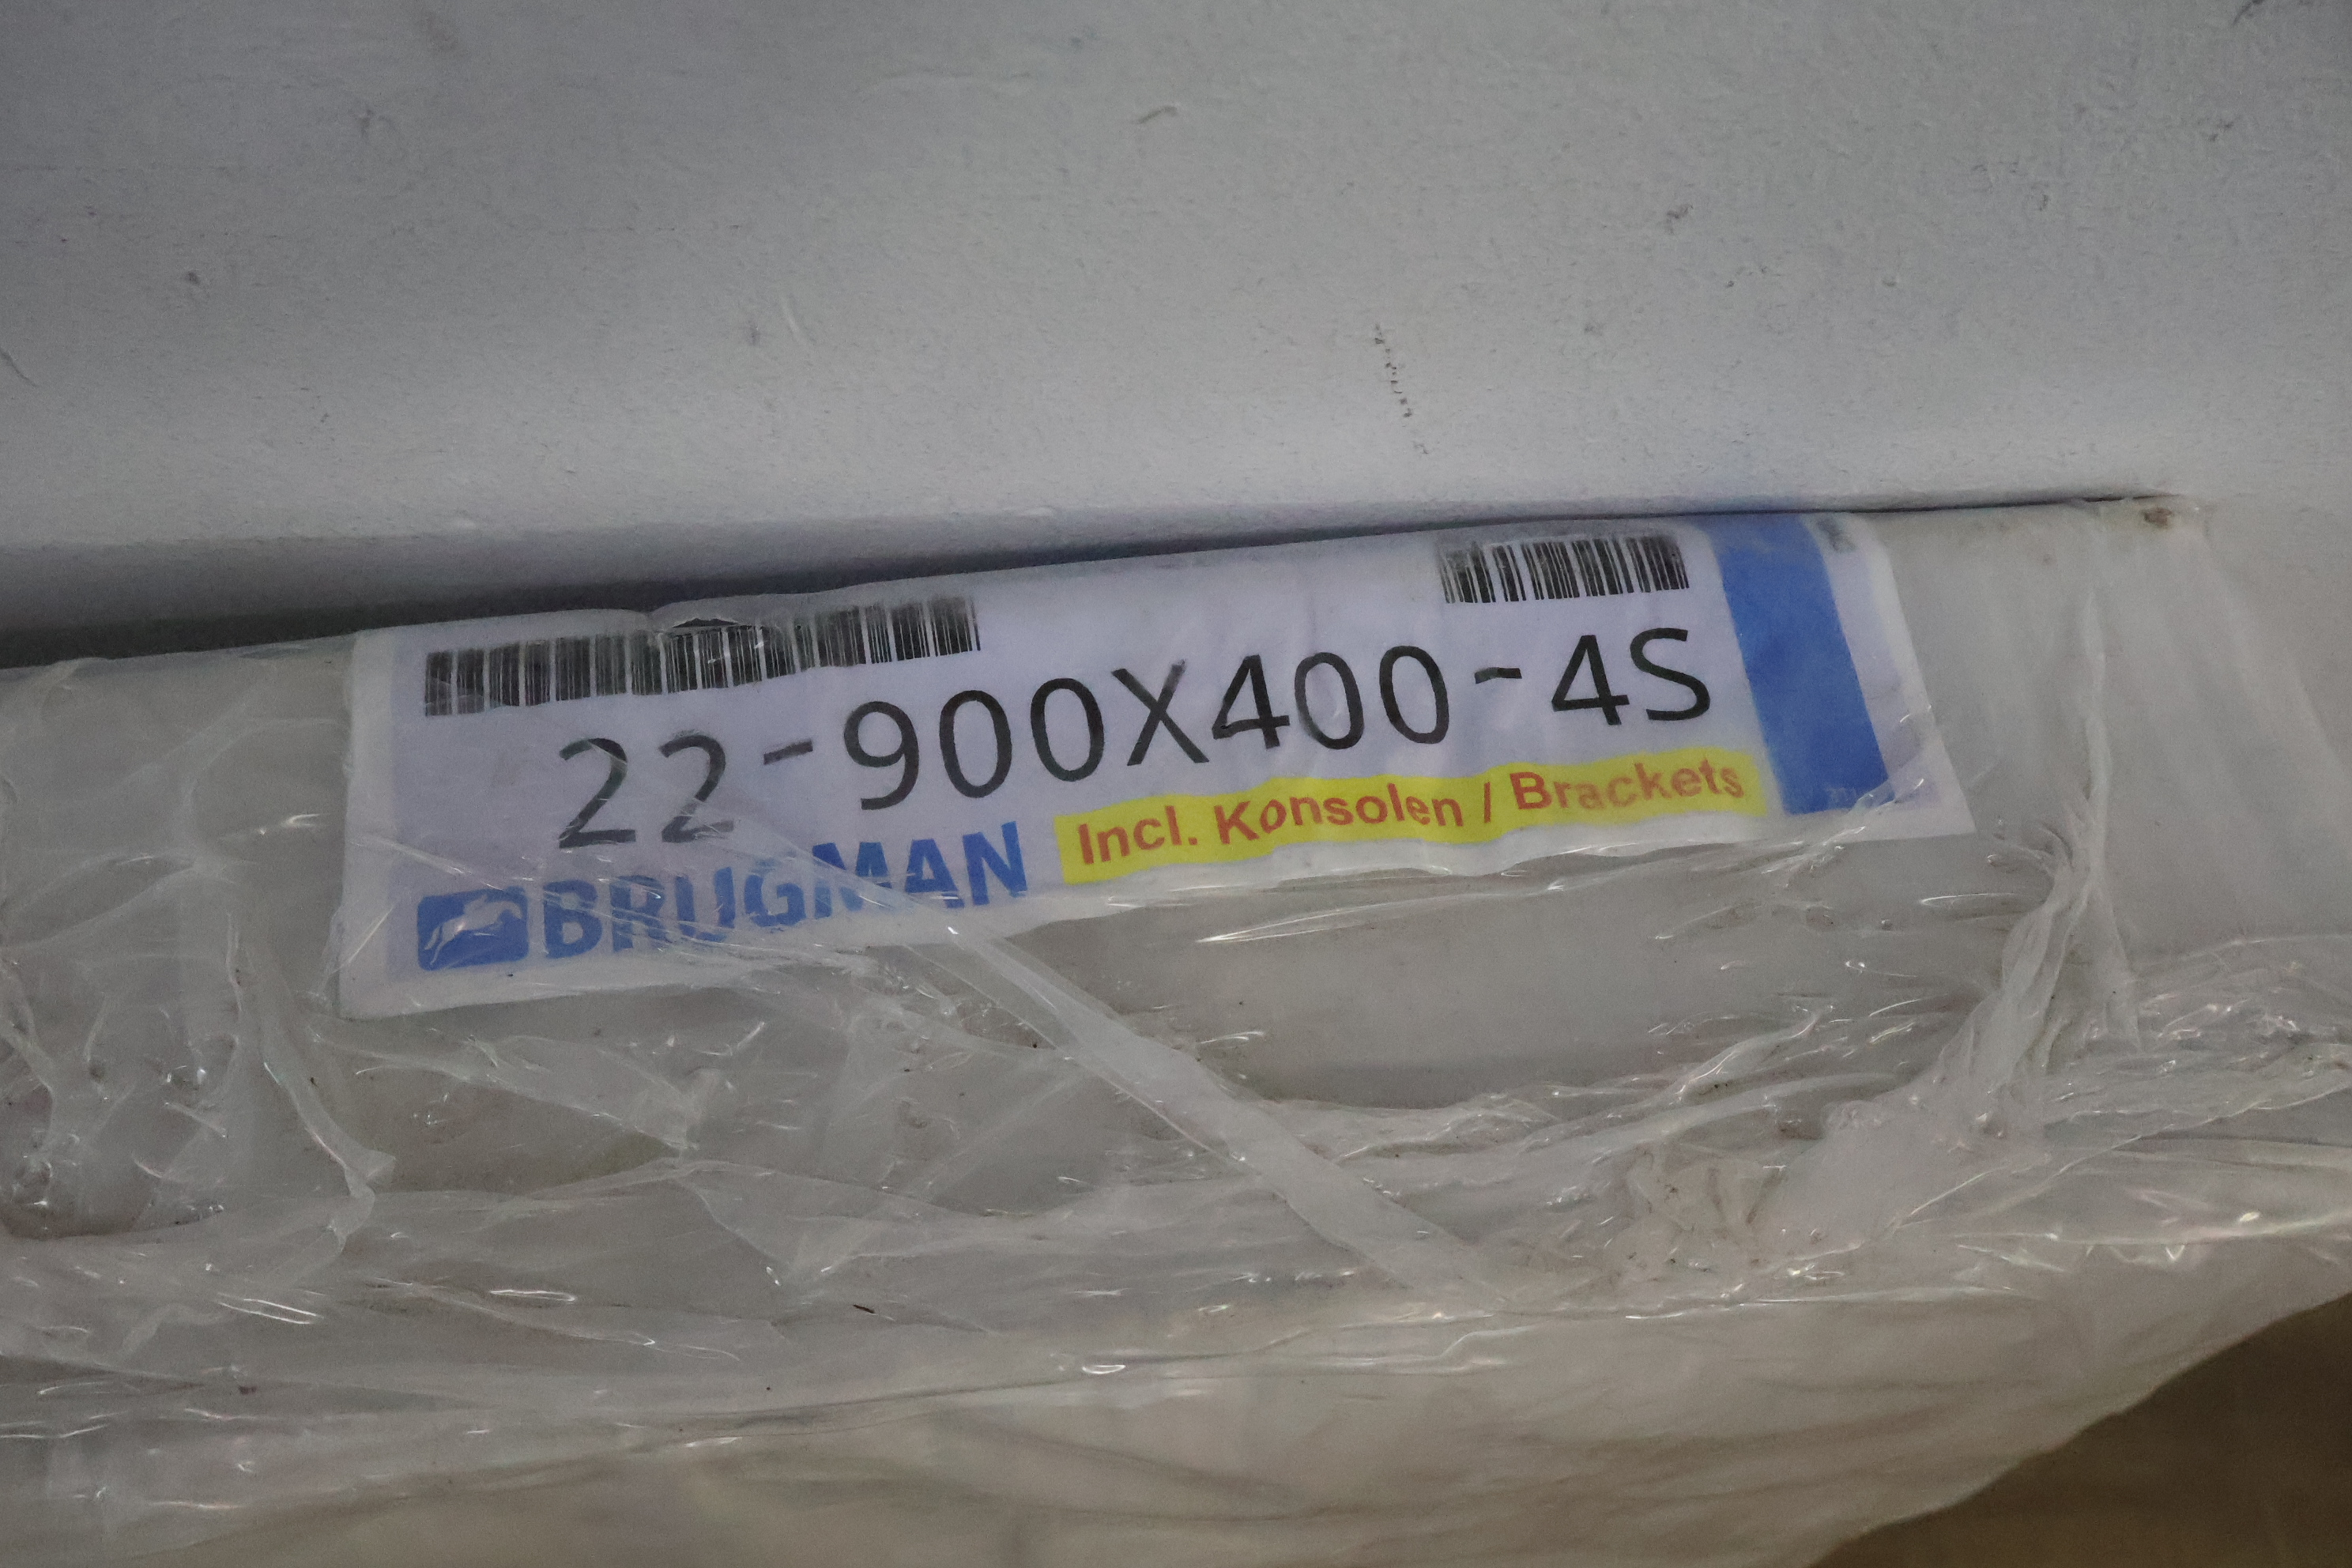 22-900X400-4S
BRUGMAN Incl. Konsolen / Brackets